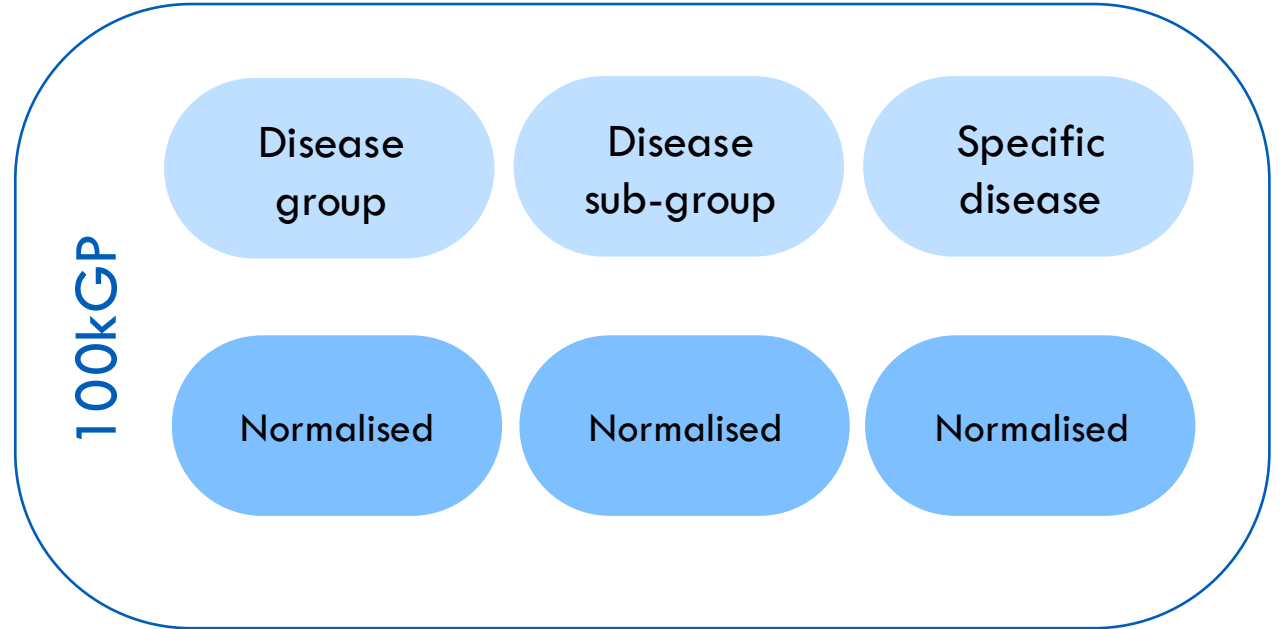 100kGP
Disease
group
Disease
sub-group
Specific
disease
Normalised
Normalised
Normalised